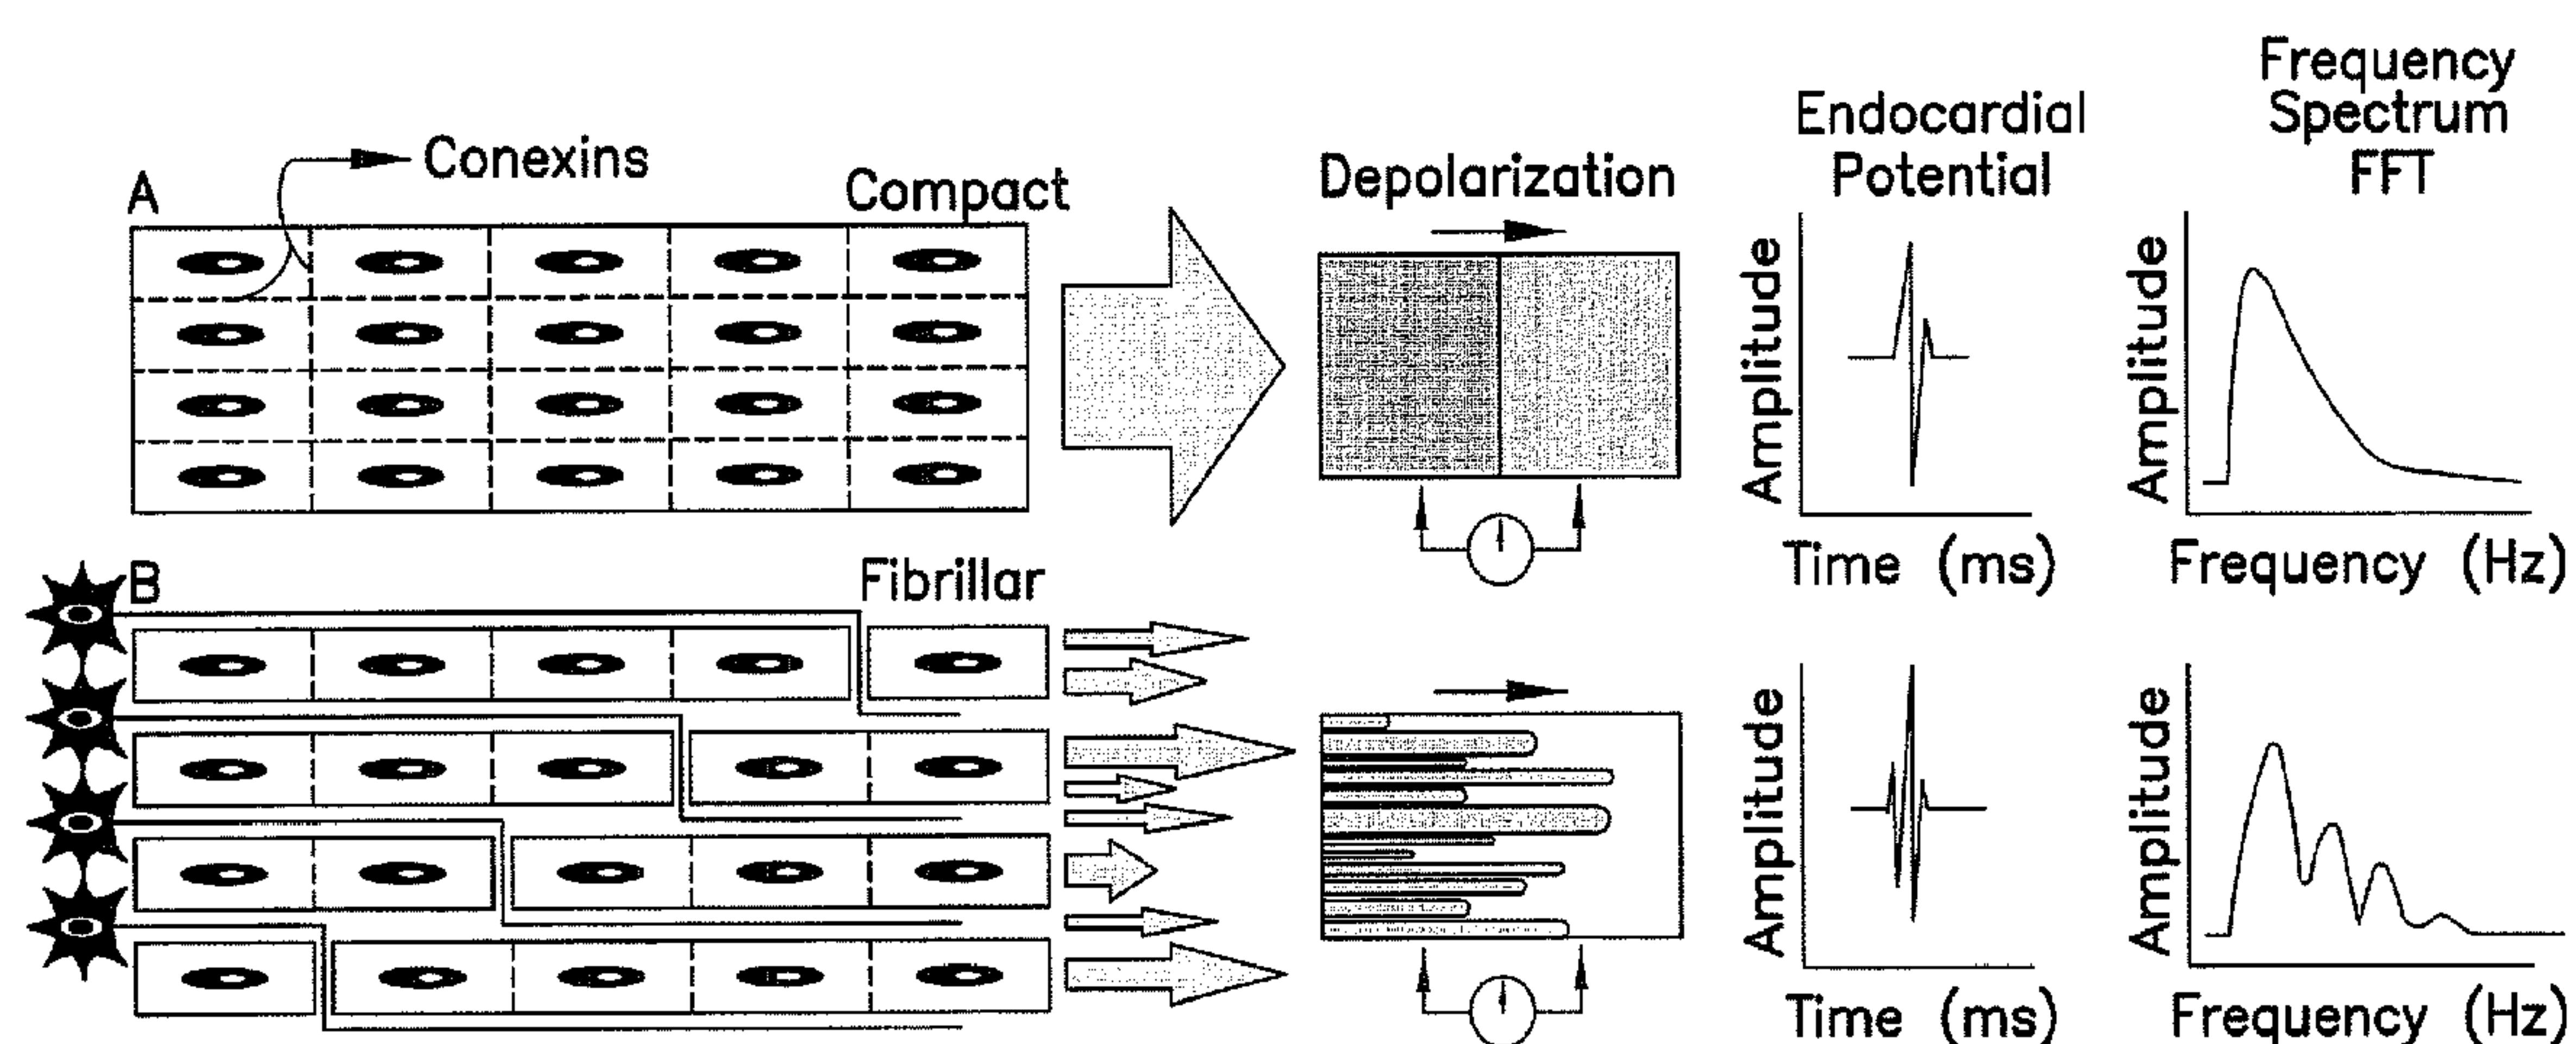 A
Conexins
Compact
Depolarization
Endocardial
Potential
Frequency
Spectrum
FFT
Amplitude
Time (ms)
Amplitude
Frequency (Hz)
B
Fibrillar
Amplitude
Time (ms)
Amplitude
Frequency (Hz)